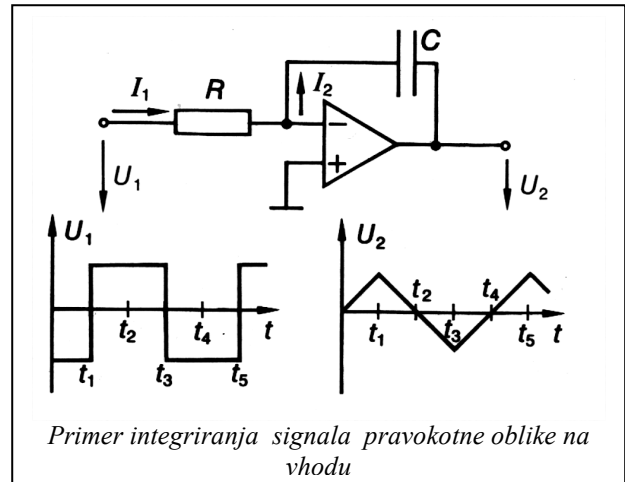 C
I₁
R
I₂
−
+
U₁
U₂
U₁
U₂
t₂
t₄
t
t₁
t₃
t₅
t₂
t₄
t₁
t₃
t₅
t
Primer integriranja signala pravokotne oblike na
vhodu